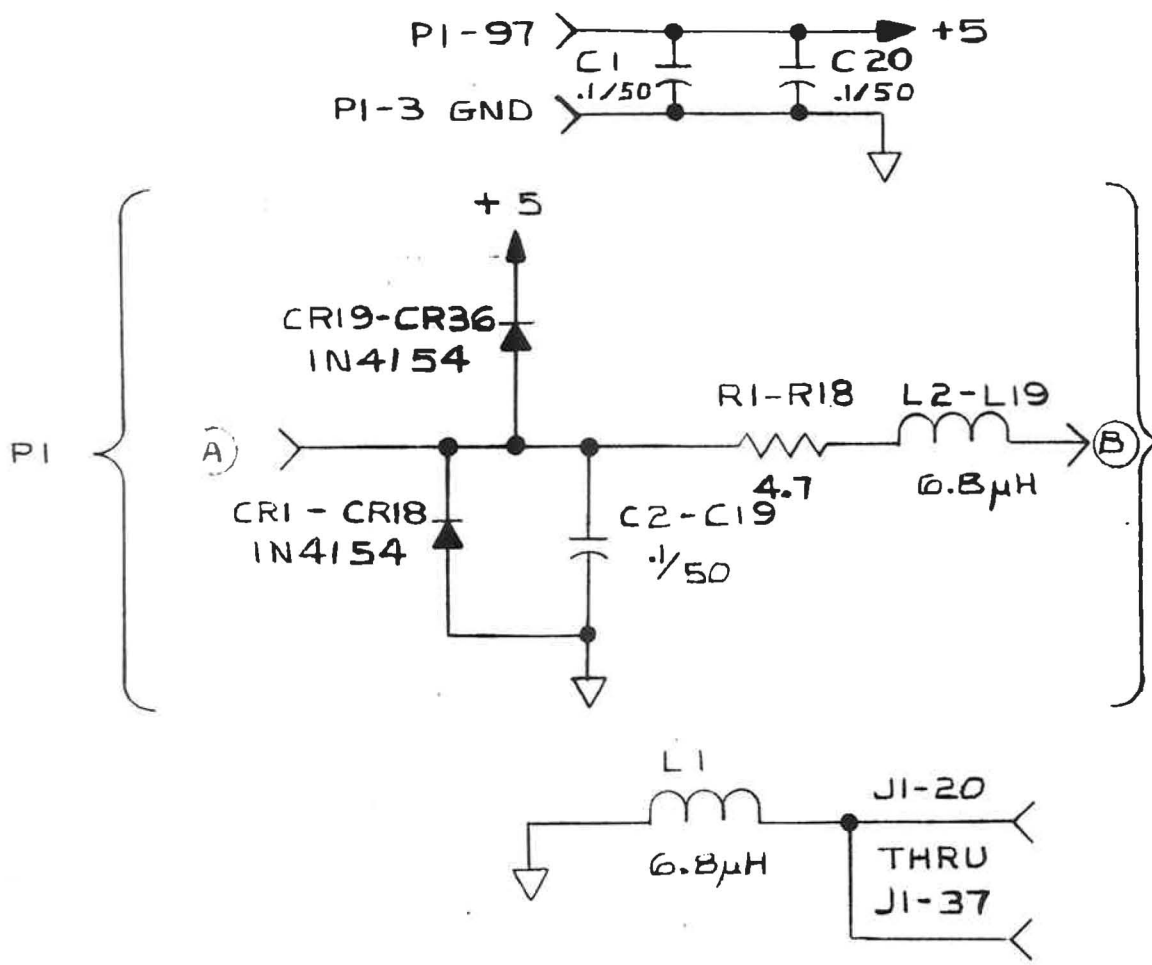 P1-97
+5
C1
.1/50
C20
.1/50
P1-3 GND
+5
CR19-CR36
1N4154
R1-R18
L2-L19
P1
A
B
4.7
6.8µH
CR1 - CR18
1N4154
C2-C19
.1/50
L1
6.8µH
J1-20
THRU
J1-37